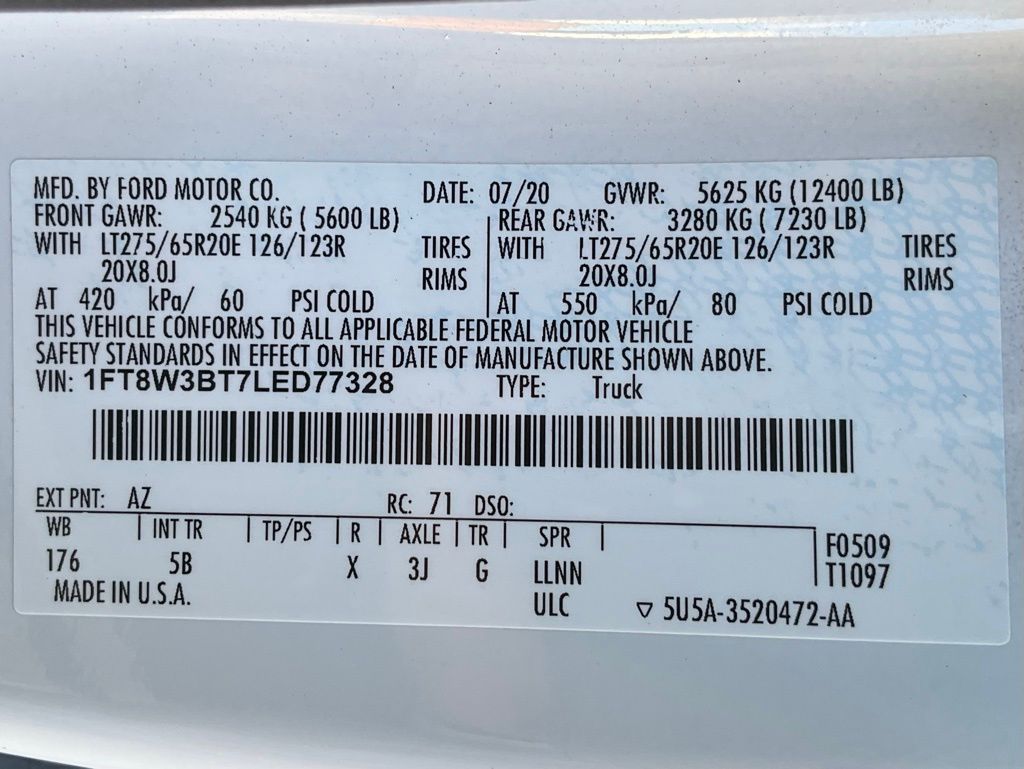 MFD. BY FORD MOTOR CO. DATE: 07/20 GVWR: 5625 KG (12400 LB)
FRONT GAWR: 2540 KG ( 5600 LB) REAR GAWR: 3280 KG ( 7230 LB)
WITH LT275/65R20E 126/123R TIRES WITH LT275/65R20E 126/123R TIRES
20X8.0J RIMS 20X8.0J RIMS
AT 420 kPa/ 60 PSI COLD AT 550 kPa/ 80 PSI COLD
THIS VEHICLE CONFORMS TO ALL APPLICABLE FEDERAL MOTOR VEHICLE
SAFETY STANDARDS IN EFFECT ON THE DATE OF MANUFACTURE SHOWN ABOVE.
VIN: 1FT8W3BT7LED77328 TYPE: Truck
EXT PNT: AZ RC: 71 DSO:
WB INT TR TP/PS R AXLE TR SPR F0509
176 5B X 3J G LLNN T1097
MADE IN U.S.A. ULC 5U5A-3520472-AA